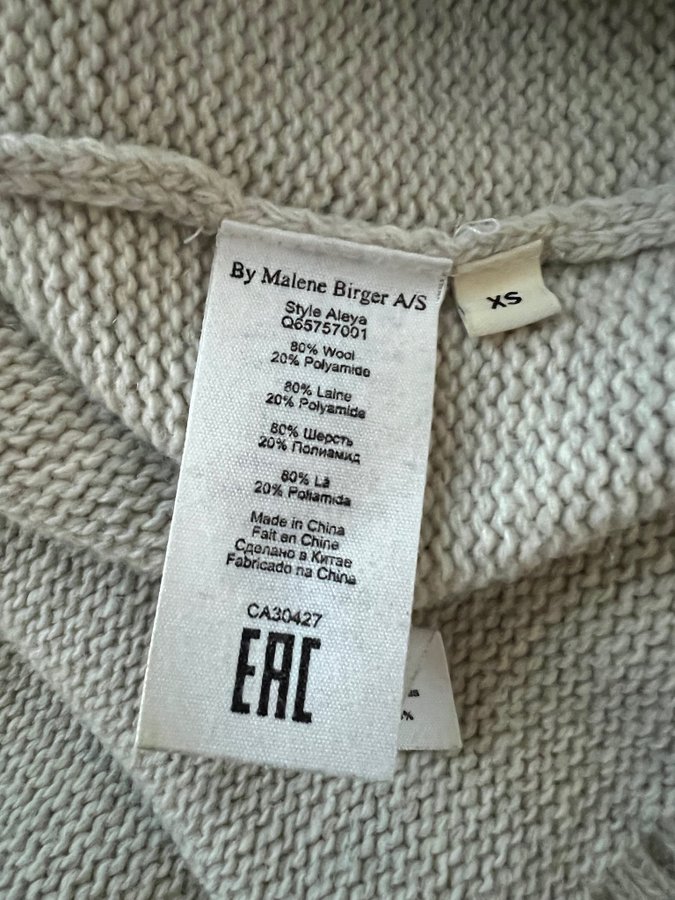 By Malene Birger A/S
Style Aleya
Q65757001
80% Wool
20% Polyamide
80% Laine
20% Polyamide
80% Шерсть
20% Полиамид
80% Lã
20% Poliamida
Made in China
Fait en Chine
Сделано в Китае
Fabricado na China
CA30427
EAC
XS
%